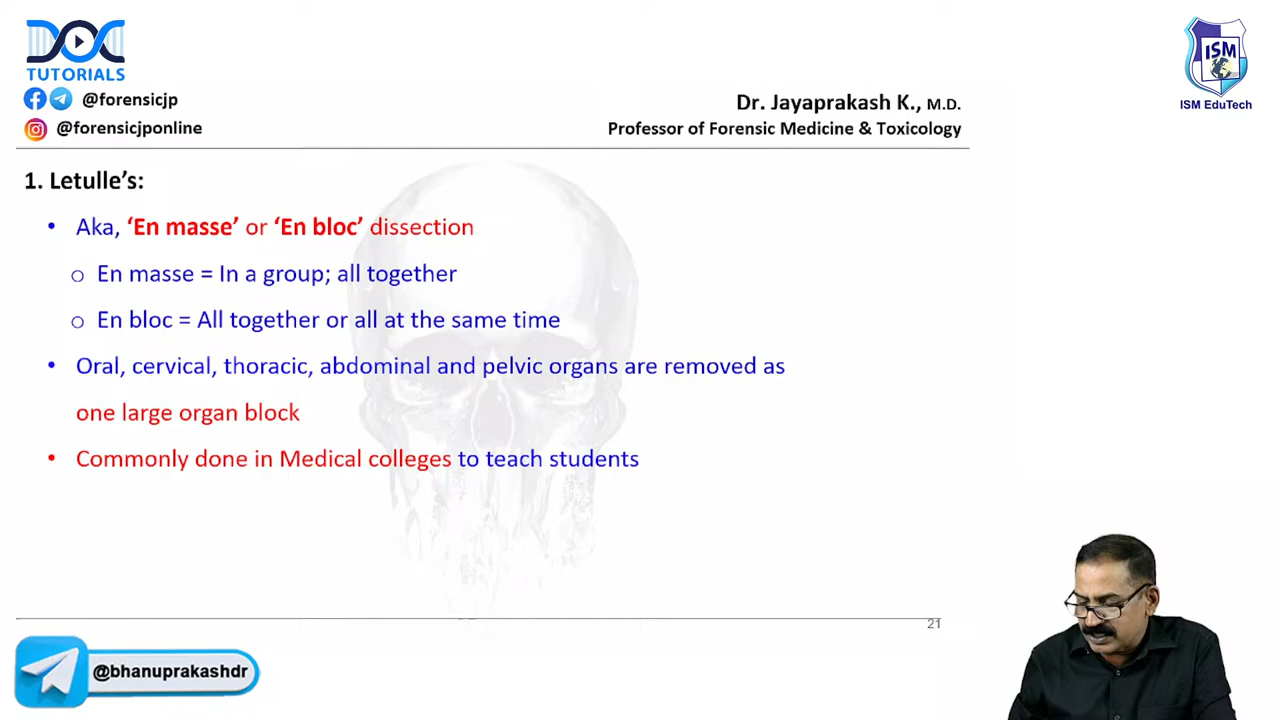 DOC
TUTORIALS
@forensicjp
@forensicjponline
ISM
ISM EduTech
Dr. Jayaprakash K., M.D.
Professor of Forensic Medicine & Toxicology
1. Letulle’s:
• Aka, ‘En masse’ or ‘En bloc’ dissection
o En masse = In a group; all together
o En bloc = All together or all at the same time
• Oral, cervical, thoracic, abdominal and pelvic organs are removed as
one large organ block
• Commonly done in Medical colleges to teach students
21
@bhanuprakashdr